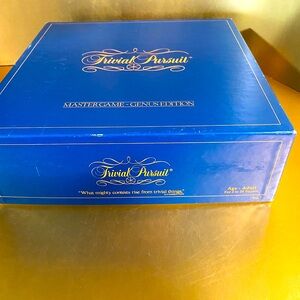 Trivial Pursuit
MASTER GAME - GENUS EDITION
Trivial Pursuit
"What mighty contests rise from trivial things."
Age - Adult